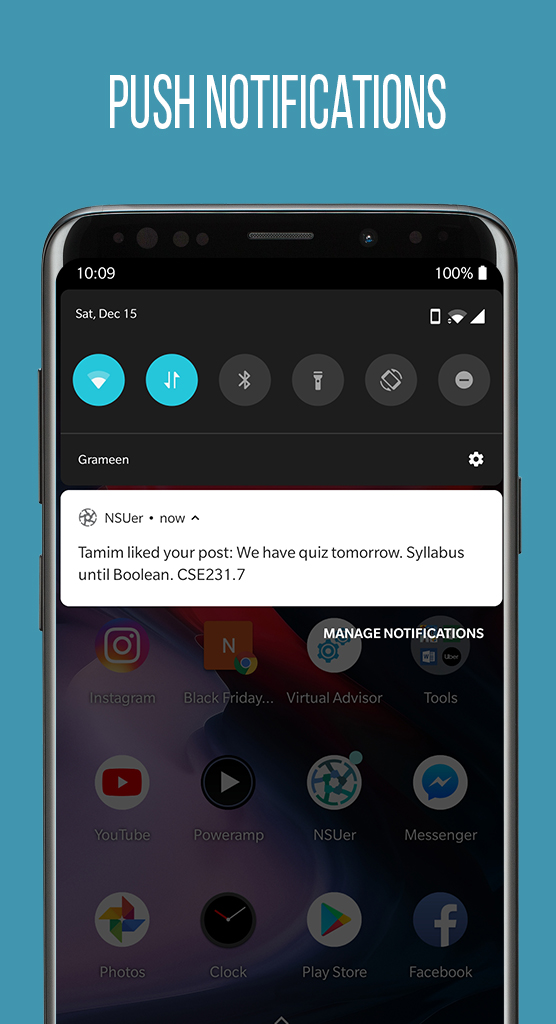 PUSH NOTIFICATIONS
10:09 100%
Sat, Dec 15
Grameen
NSUer • now
Tamim liked your post: We have quiz tomorrow. Syllabus
until Boolean. CSE231.7
MANAGE NOTIFICATIONS
N
Uber
Instagram Black Friday... Virtual Advisor Tools
YouTube Poweramp NSUer Messenger
Photos Clock Play Store Facebook